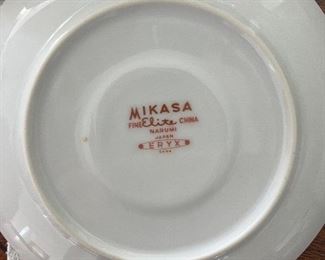 MIKASA
FINE Elite CHINA
NARUMI
JAPAN
ERYX